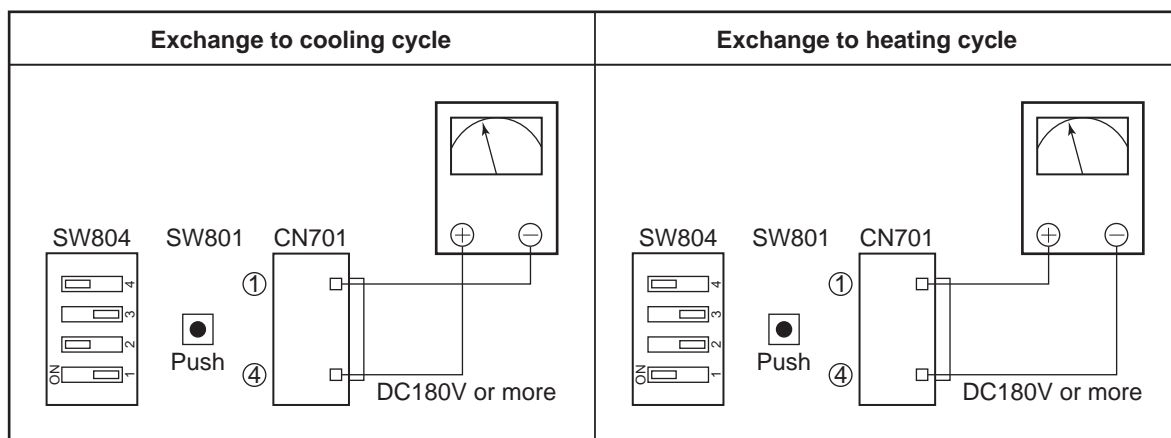 Exchange to cooling cycle
Exchange to heating cycle
+ −
SW804 SW801 CN701
① 4
3
Push
2
④ ON 1
DC180V or more
+ −
SW804 SW801 CN701
① 4
3
Push
2
④ ON 1
DC180V or more